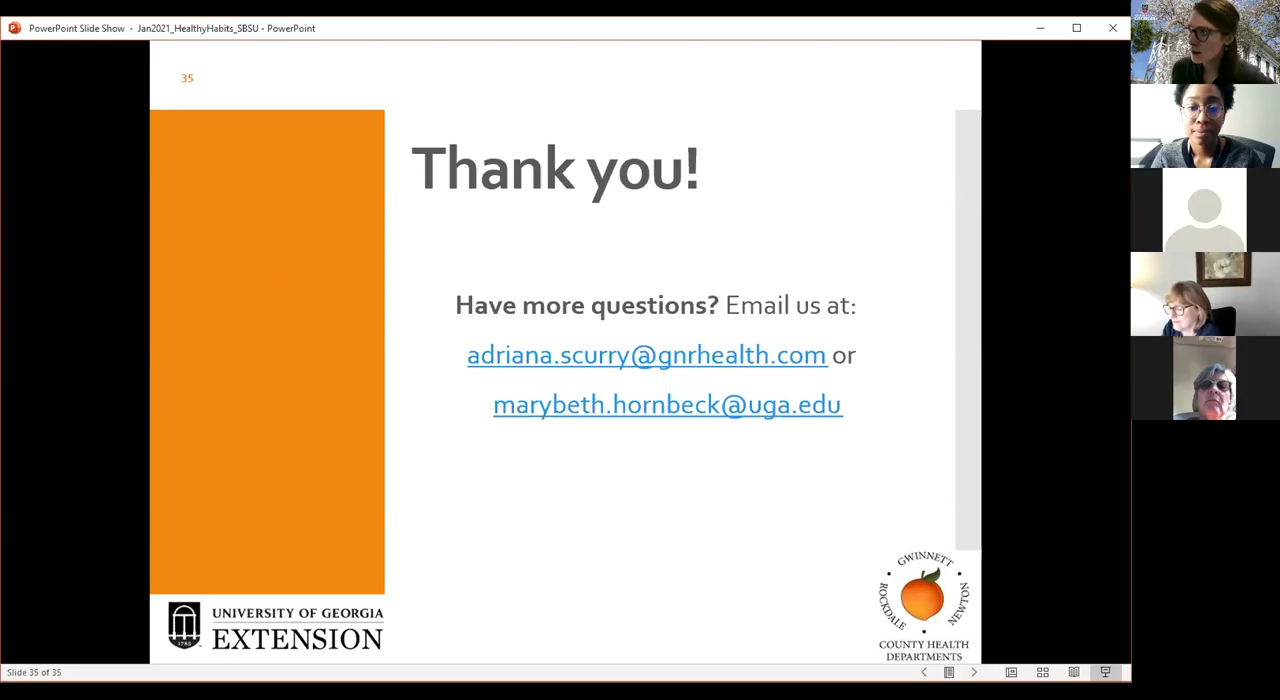 PowerPoint Slide Show - Jan2021_HealthyHabits_SBSU - PowerPoint
35
Thank you!
Have more questions? Email us at:
adriana.scurry@gnrhealth.com or
marybeth.hornbeck@uga.edu
1785
UNIVERSITY OF GEORGIA
EXTENSION
GWINNETT
ROCKDALE
NEWTON
COUNTY HEALTH
DEPARTMENTS
Slide 35 of 35